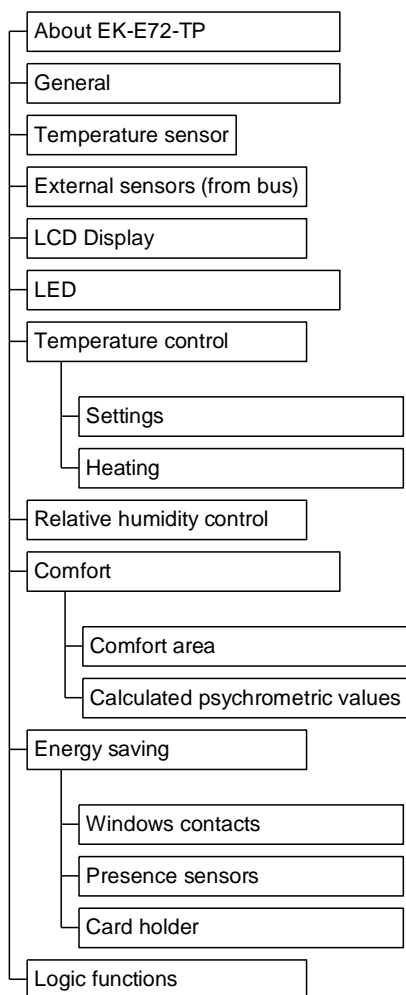 About EK-E72-TP
General
Temperature sensor
External sensors (from bus)
LCD Display
LED
Temperature control
Settings
Heating
Relative humidity control
Comfort
Comfort area
Calculated psychrometric values
Energy saving
Windows contacts
Presence sensors
Card holder
Logic functions